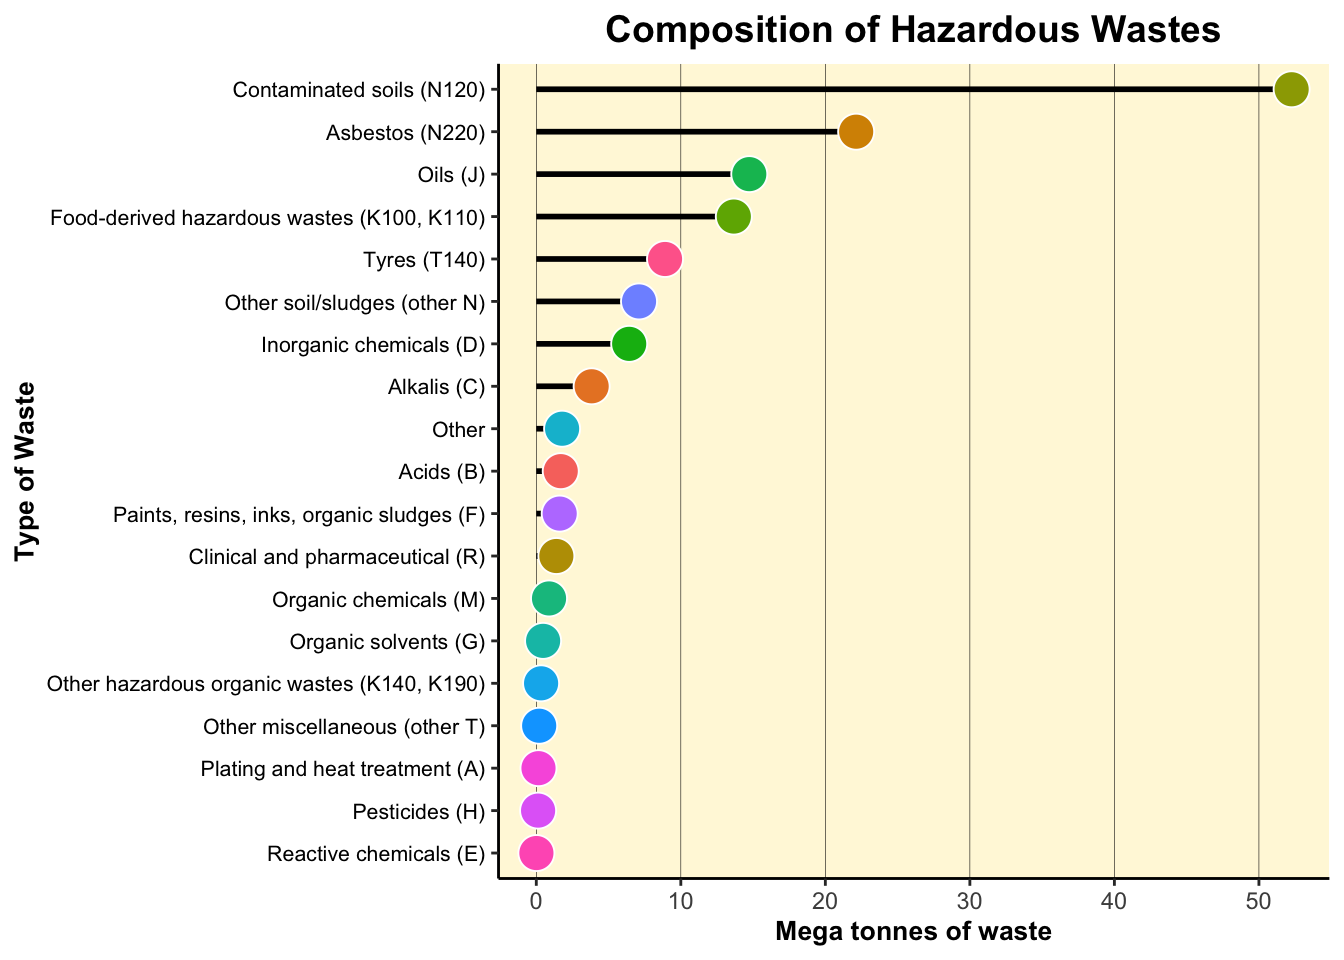 Composition of Hazardous Wastes
Type of Waste
Contaminated soils (N120)
Asbestos (N220)
Oils (J)
Food-derived hazardous wastes (K100, K110)
Tyres (T140)
Other soil/sludges (other N)
Inorganic chemicals (D)
Alkalis (C)
Other
Acids (B)
Paints, resins, inks, organic sludges (F)
Clinical and pharmaceutical (R)
Organic chemicals (M)
Organic solvents (G)
Other hazardous organic wastes (K140, K190)
Other miscellaneous (other T)
Plating and heat treatment (A)
Pesticides (H)
Reactive chemicals (E)
0 10 20 30 40 50
Mega tonnes of waste